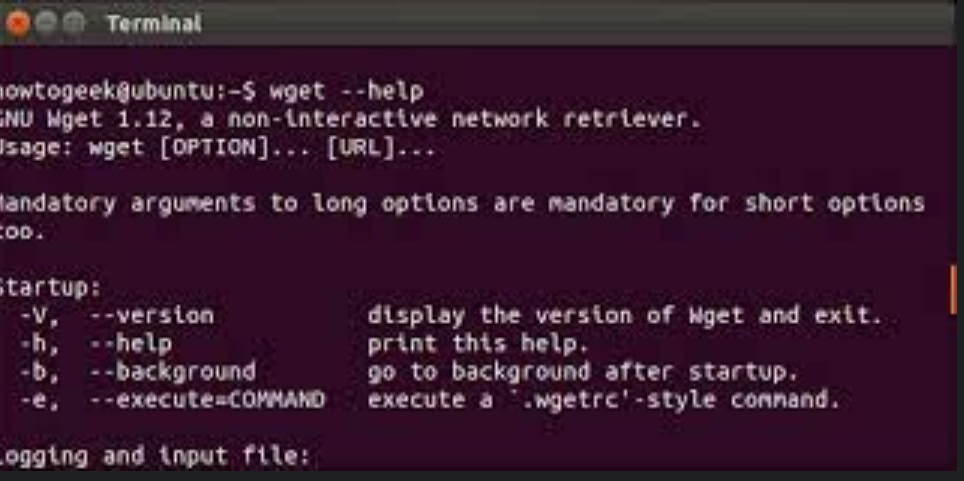 Terminal
howtogeek@ubuntu:~$ wget --help
GNU Wget 1.12, a non-interactive network retriever.
Usage: wget [OPTION]... [URL]...
Mandatory arguments to long options are mandatory for short options
too.
Startup:
-V, --version display the version of Wget and exit.
-h, --help print this help.
-b, --background go to background after startup.
-e, --execute=COMMAND execute a `.wgetrc'-style command.
Logging and input file: